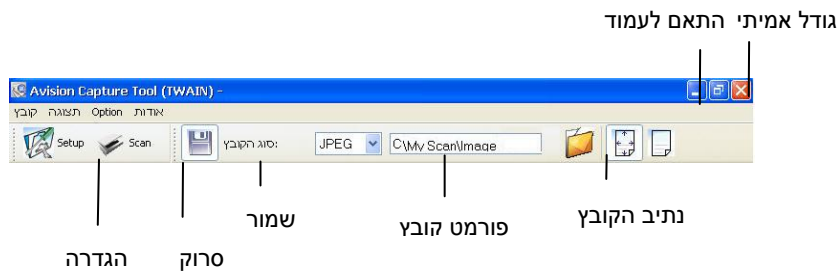 גודל אמיתי התאם לעמוד
Avision Capture Tool (TWAIN) -
קובץ תצוגה Option אודות
Setup Scan סוג הקובץ: JPEG C\My Scan\Image
שמור פורמט קובץ נתיב הקובץ
הגדרה סרוק